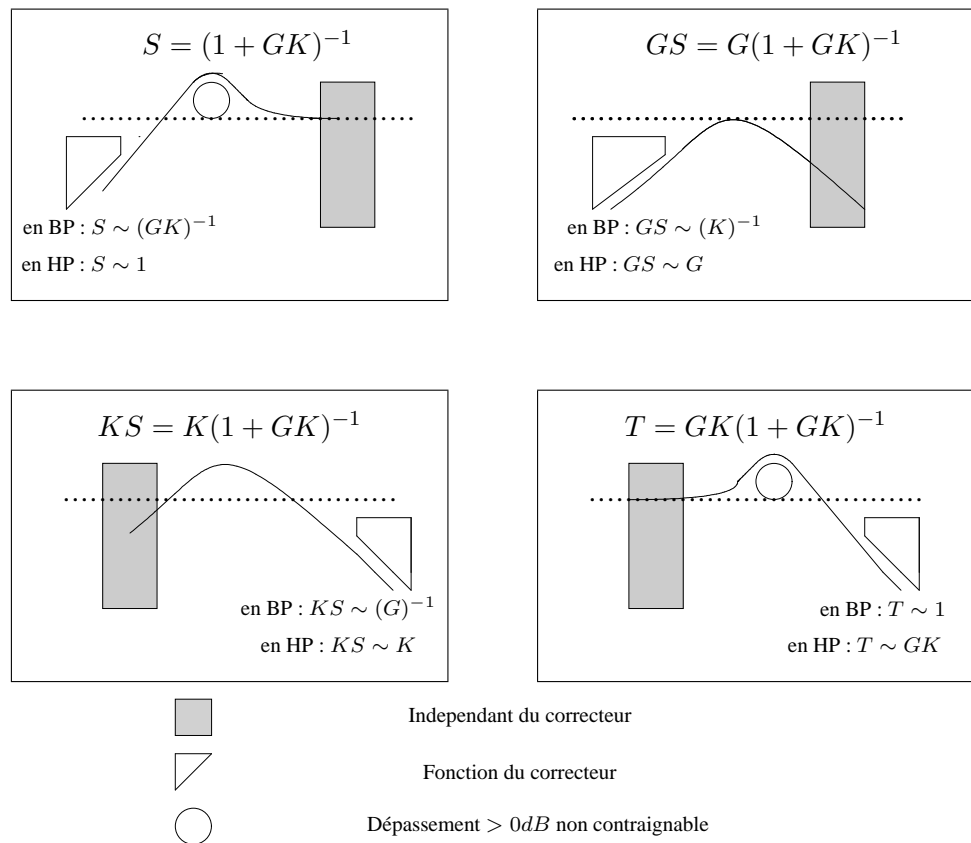 S = (1 + GK)⁻¹
en BP : S ∼ (GK)⁻¹
en HP : S ∼ 1
GS = G(1 + GK)⁻¹
en BP : GS ∼ (K)⁻¹
en HP : GS ∼ G
KS = K(1 + GK)⁻¹
en BP : KS ∼ (G)⁻¹
en HP : KS ∼ K
T = GK(1 + GK)⁻¹
en BP : T ∼ 1
en HP : T ∼ GK
Independant du correcteur
Fonction du correcteur
Dépassement > 0dB non contraignable